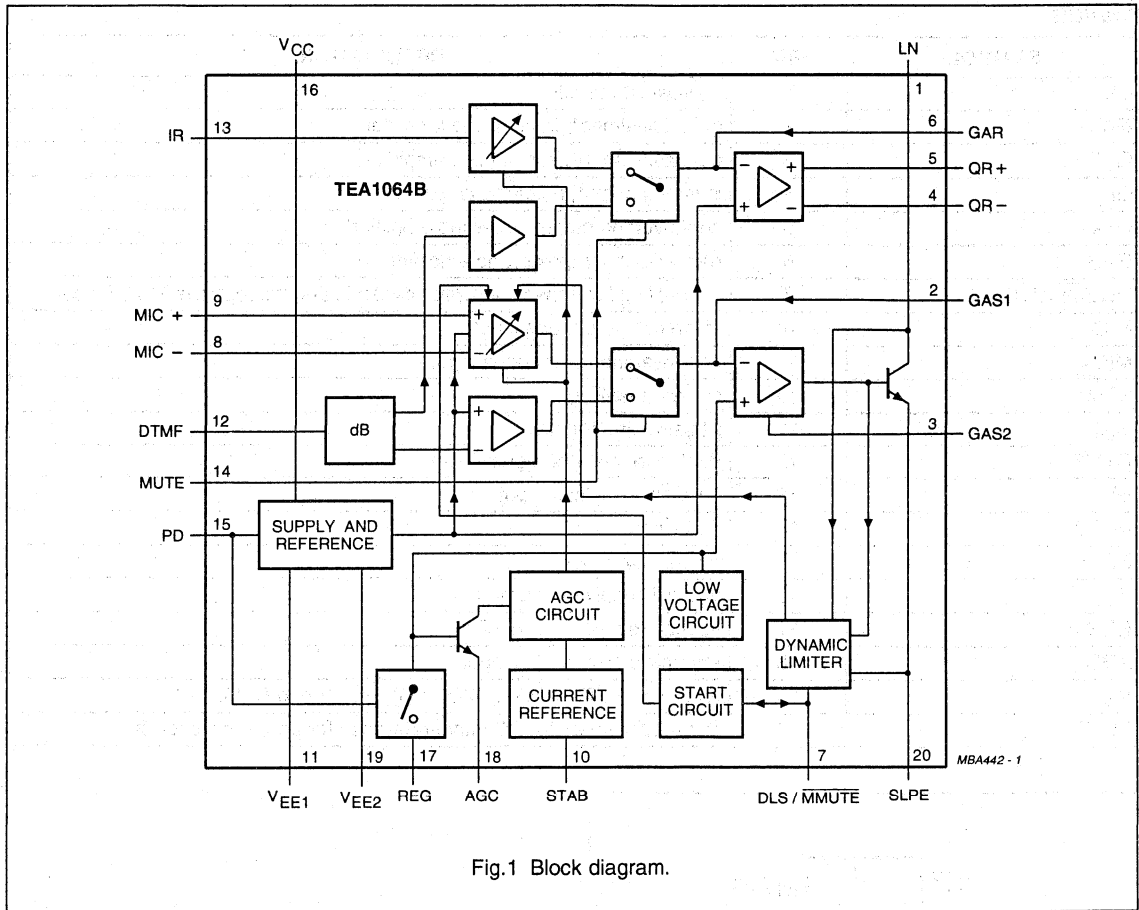 VCC
LN
16
1
IR
13
6
GAR
5
QR+
4
QR−
TEA1064B
− +
+ −
MIC +
9
2
GAS1
MIC −
8
+
−
−
+
DTMF
12
dB
+
−
3
GAS2
MUTE
14
PD
15
SUPPLY AND
REFERENCE
AGC
CIRCUIT
LOW
VOLTAGE
CIRCUIT
DYNAMIC
LIMITER
CURRENT
REFERENCE
START
CIRCUIT
11
19
17
18
10
7
20
MBA442 - 1
VEE1
VEE2
REG
AGC
STAB
DLS / MMUTE
SLPE
Fig.1 Block diagram.